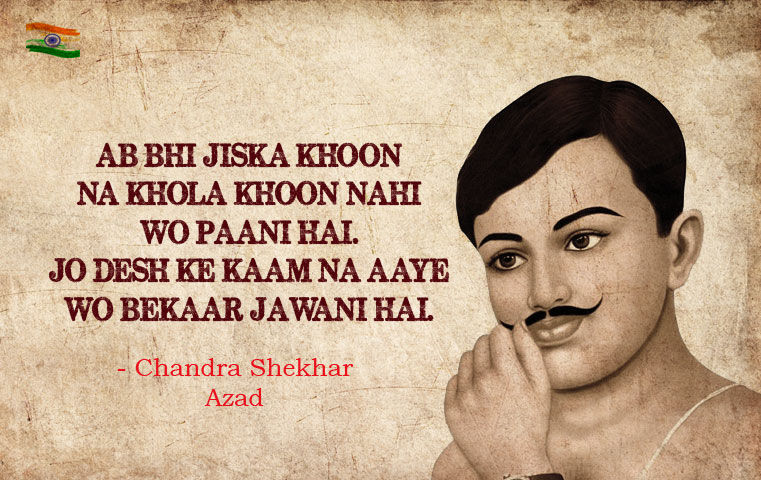 AB BHI JISKA KHOON
NA KHOLA KHOON NAHI
WO PAANI HAI.
JO DESH KE KAAM NA AAYE
WO BEKAAR JAWANI HAI.
- Chandra Shekhar
Azad